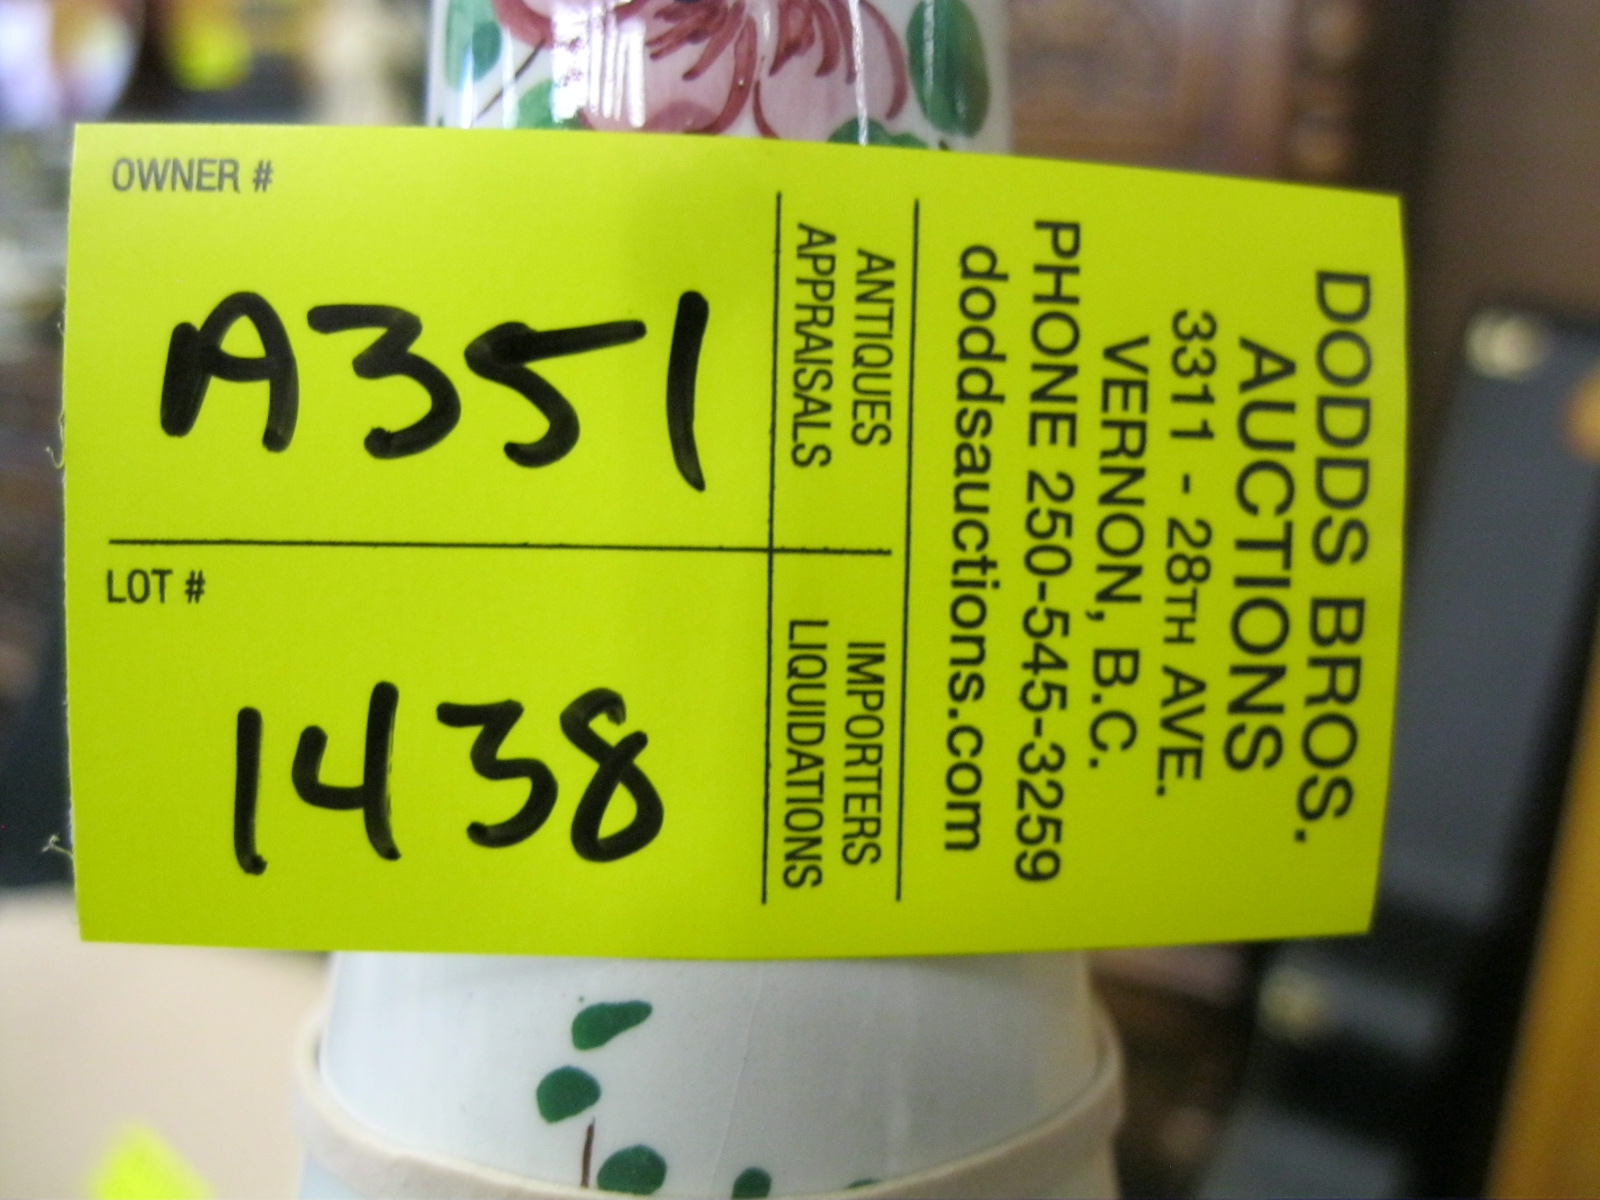 OWNER #
A351
LOT #
1438
ANTIQUES
APPRAISALS
IMPORTERS
LIQUIDATIONS
DODDS BROS.
AUCTIONS
3311 - 28TH AVE.
VERNON, B.C.
PHONE 250-545-3259
doddsauctions.com